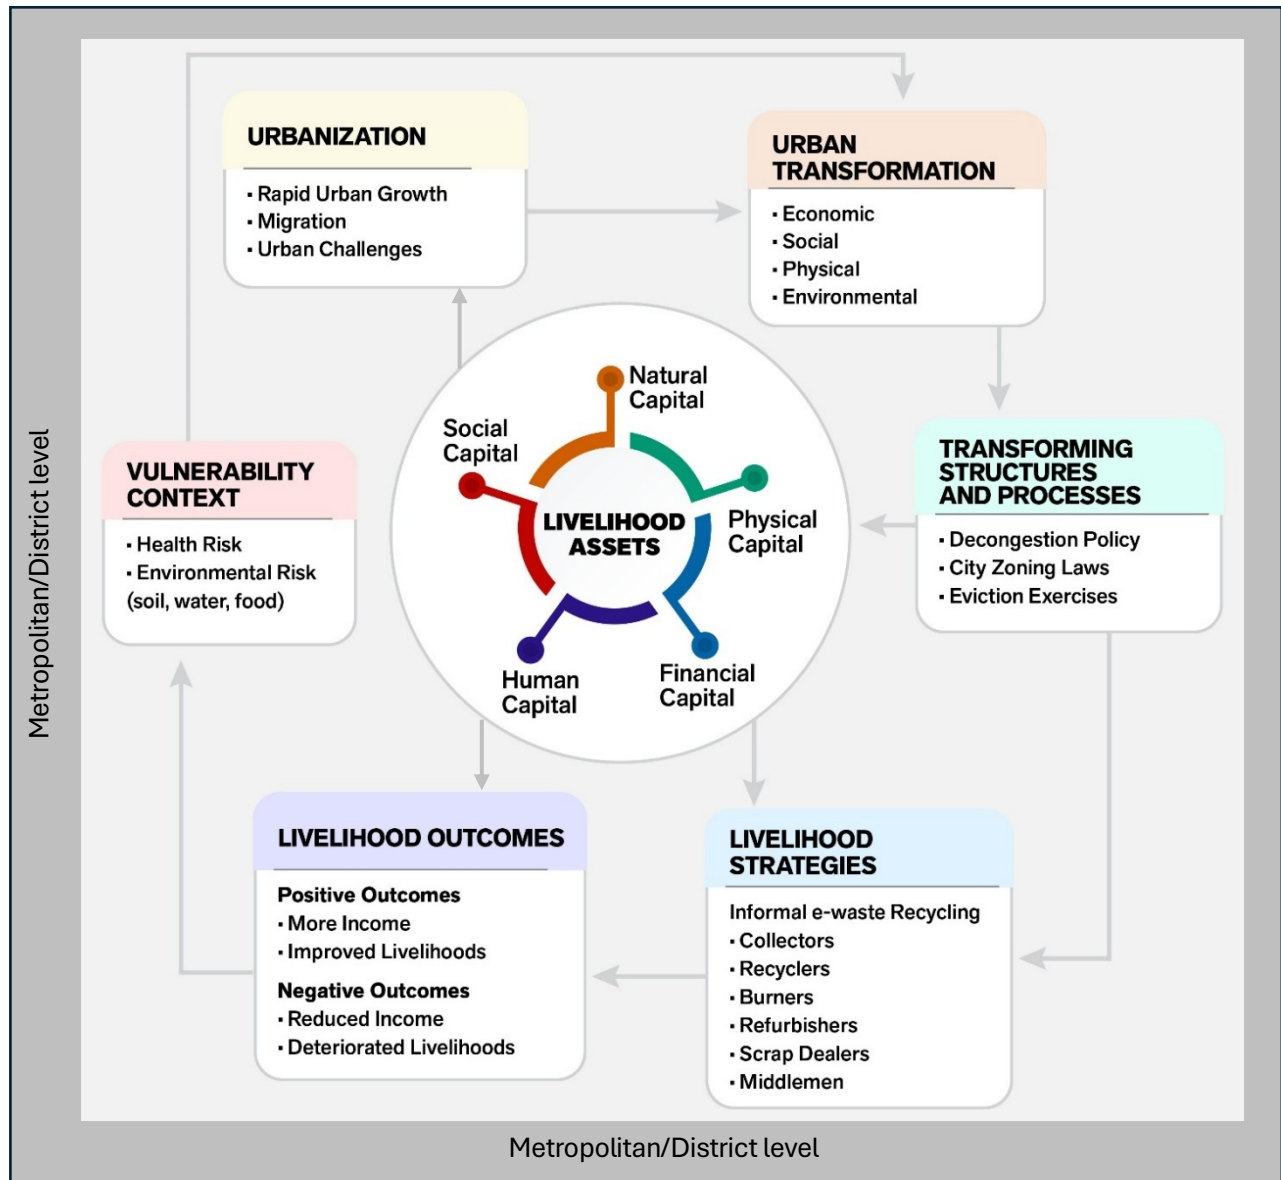 URBANIZATION
▪ Rapid Urban Growth
▪ Migration
▪ Urban Challenges
URBAN
TRANSFORMATION
▪ Economic
▪ Social
▪ Physical
▪ Environmental
Natural
Capital
Social
Capital
LIVELIHOOD
ASSETS
Physical
Capital
Human
Capital
Financial
Capital
VULNERABILITY
CONTEXT
▪ Health Risk
▪ Environmental Risk
(soil, water, food)
TRANSFORMING
STRUCTURES
AND PROCESSES
▪ Decongestion Policy
▪ City Zoning Laws
▪ Eviction Exercises
LIVELIHOOD OUTCOMES
Positive Outcomes
▪ More Income
▪ Improved Livelihoods
Negative Outcomes
▪ Reduced Income
▪ Deteriorated Livelihoods
LIVELIHOOD
STRATEGIES
Informal e-waste Recycling
▪ Collectors
▪ Recyclers
▪ Burners
▪ Refurbishers
▪ Scrap Dealers
▪ Middlemen
Metropolitan/District level
Metropolitan/District level